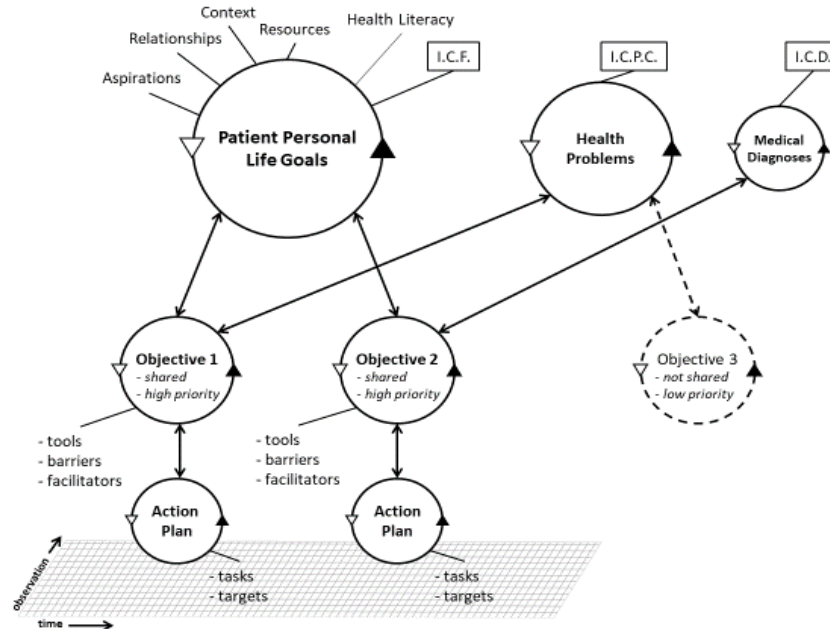 Context
Relationships
Resources
Health Literacy
Aspirations
I.C.F.
I.C.P.C.
I.C.D.
Patient Personal
Life Goals
Health
Problems
Medical
Diagnoses
Objective 1
- shared
- high priority
Objective 2
- shared
- high priority
Objective 3
- not shared
- low priority
- tools
- barriers
- facilitators
- tools
- barriers
- facilitators
Action
Plan
Action
Plan
- tasks
- targets
- tasks
- targets
observation
time